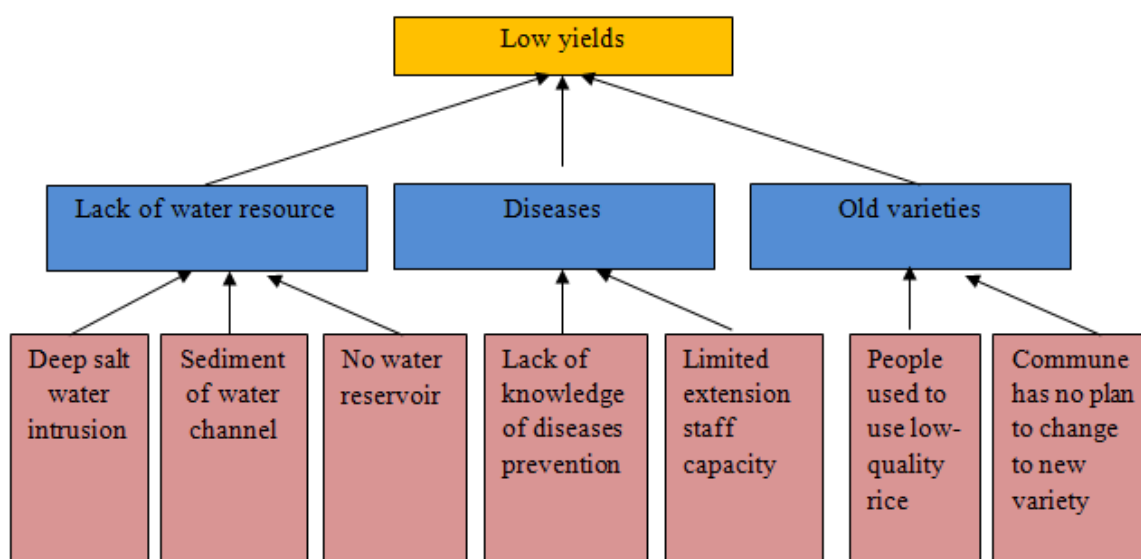 Low yields
Lack of water resource
Diseases
Old varieties
Deep salt
water
intrusion
Sediment
of water
channel
No water
reservoir
Lack of
knowledge
of diseases
prevention
Limited
extension
staff
capacity
People
used to
use low-
quality
rice
Commune
has no plan
to change
to new
variety